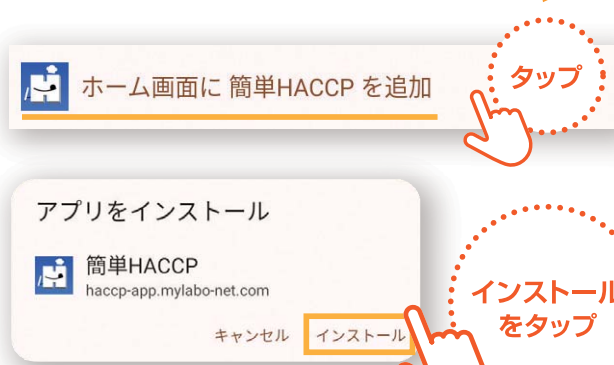 ホーム画面に 簡単HACCP を追加
タップ
アプリをインストール
簡単HACCP
haccp-app.mylabo-net.com
キャンセル インストール
インストール
をタップ